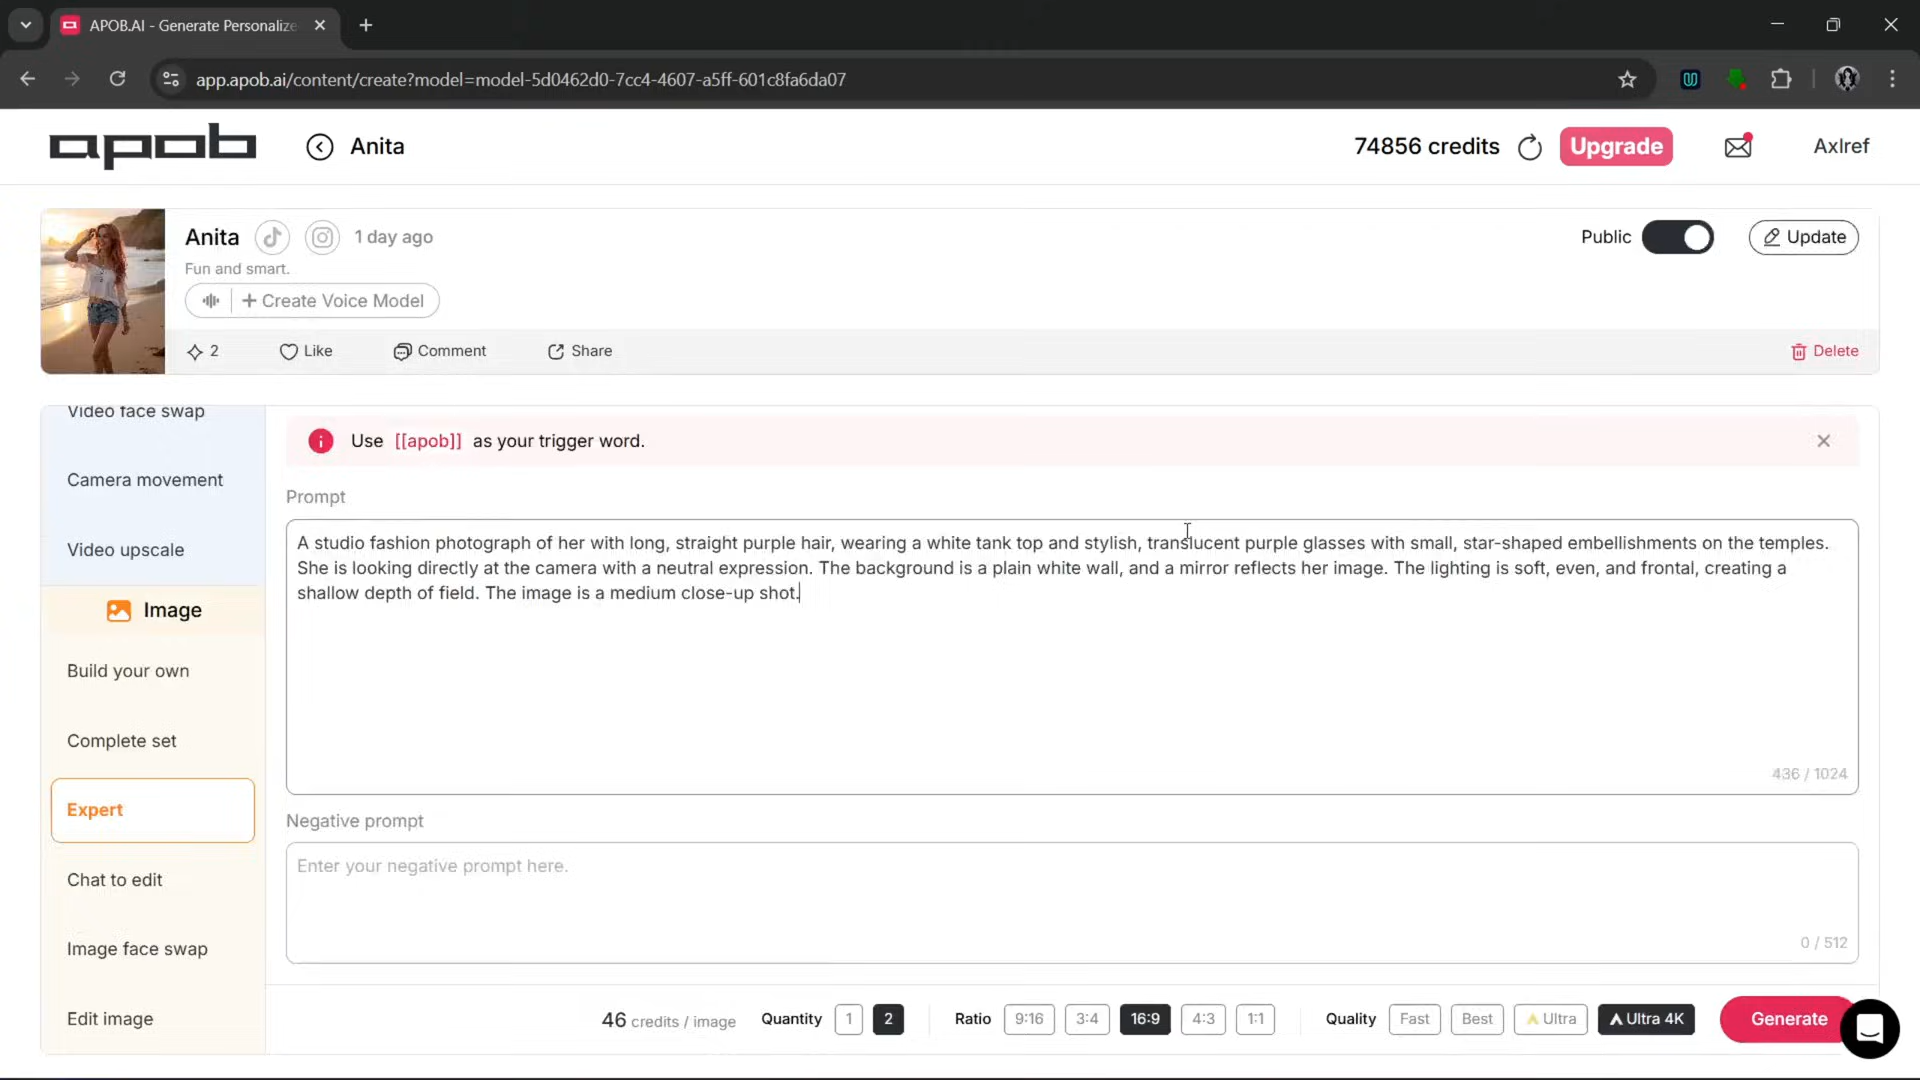 APOB.AI - Generate Personalize
app.apob.ai/content/create?model=model-5d0462d0-7cc4-4607-a5ff-601c8fa6da07
apob
Anita
74856 credits
Upgrade
Axlref
Anita
1 day ago
Public
Update
Fun and smart.
+ Create Voice Model
2
Like
Comment
Share
Delete
Video face swap
Camera movement
Video upscale
Image
Build your own
Complete set
Expert
Chat to edit
Image face swap
Edit image
Use [[apob]] as your trigger word.
Prompt
A studio fashion photograph of her with long, straight purple hair, wearing a white tank top and stylish, translucent purple glasses with small, star-shaped embellishments on the temples.
She is looking directly at the camera with a neutral expression. The background is a plain white wall, and a mirror reflects her image. The lighting is soft, even, and frontal, creating a
shallow depth of field. The image is a medium close-up shot.
436 / 1024
Negative prompt
Enter your negative prompt here.
0 / 512
46 credits / image
Quantity 1 2
Ratio 9:16 3:4 16:9 4:3 1:1
Quality Fast Best Ultra Ultra 4K
Generate